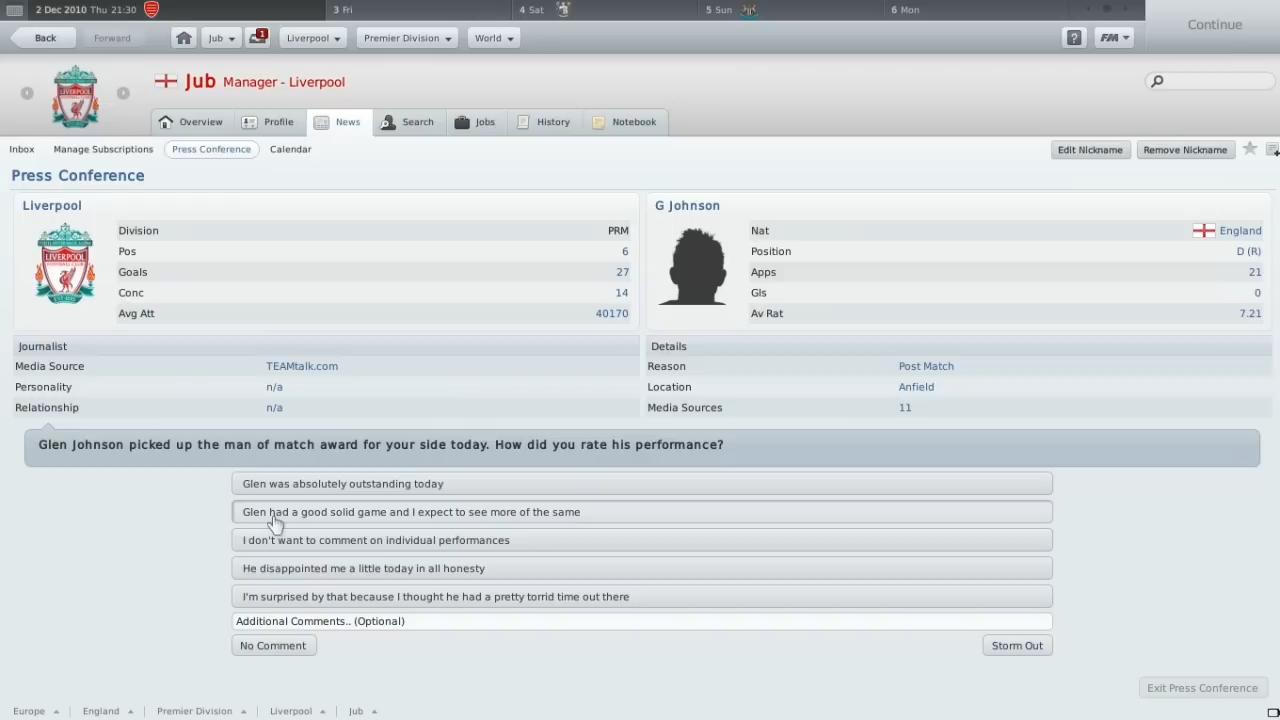 2 Dec 2010 Thu 21:30 3 Fri 4 Sat 5 Sun 6 Mon
Continue
Back Forward Job 1 Liverpool Premier Division World ? FM
Jub Manager - Liverpool
Overview Profile News Search Jobs History Notebook
Inbox Manage Subscriptions Press Conference Calendar Edit Nickname Remove Nickname
Press Conference
Liverpool
Division PRM
Pos 6
Goals 27
Conc 14
Avg Att 40170
G Johnson
Nat England
Position D (R)
Apps 21
Gls 0
Av Rat 7.21
Journalist
Media Source TEAMtalk.com
Personality n/a
Relationship n/a
Details
Reason Post Match
Location Anfield
Media Sources 11
Glen Johnson picked up the man of match award for your side today. How did you rate his performance?
Glen was absolutely outstanding today
Glen had a good solid game and I expect to see more of the same
I don't want to comment on individual performances
He disappointed me a little today in all honesty
I'm surprised by that because I thought he had a pretty torrid time out there
Additional Comments.. (Optional)
No Comment Storm Out
Exit Press Conference
Europe England Premier Division Liverpool Jub